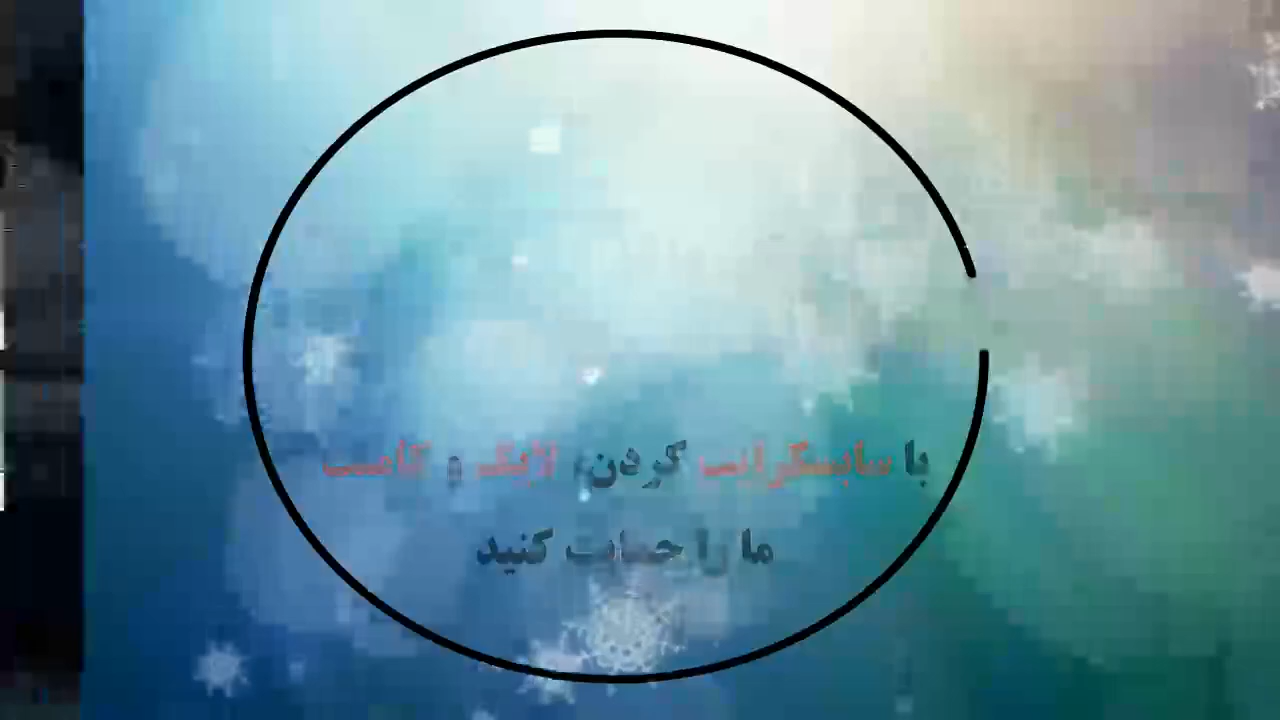 با سابسکرایب کردن، لایک و کامنت
ما را حمایت کنید